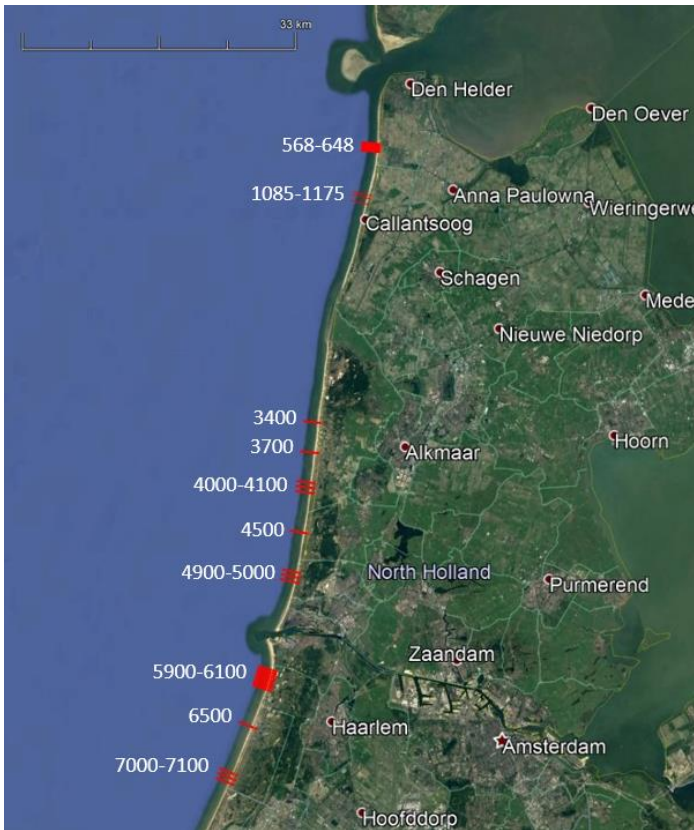 33 km
Den Helder
Den Oever
568-648
1085-1175
Anna Paulowna
Wieringerwe
Callantsoog
Schagen
Mede
Nieuwe Niedorp
3400
3700
Hoorn
Alkmaar
4000-4100
4500
4900-5000
North Holland
Purmerend
Zaandam
5900-6100
6500
Haarlem
Amsterdam
7000-7100
Hoofddorp